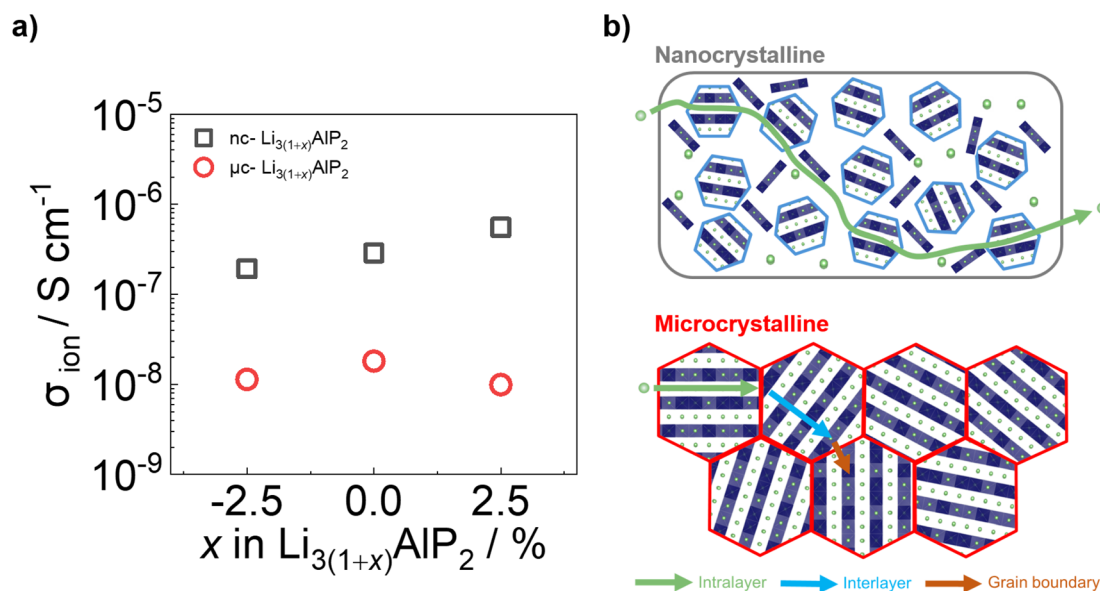 a)
10⁻⁵
10⁻⁶
10⁻⁷
10⁻⁸
10⁻⁹
σ_ion / S cm⁻¹
nc- Li₃₍₁₊ₓ₎AlP₂
μc- Li₃₍₁₊ₓ₎AlP₂
-2.5 0.0 2.5
x in Li₃₍₁₊ₓ₎AlP₂ / %
b)
Nanocrystalline
Microcrystalline
Intralayer Interlayer Grain boundary